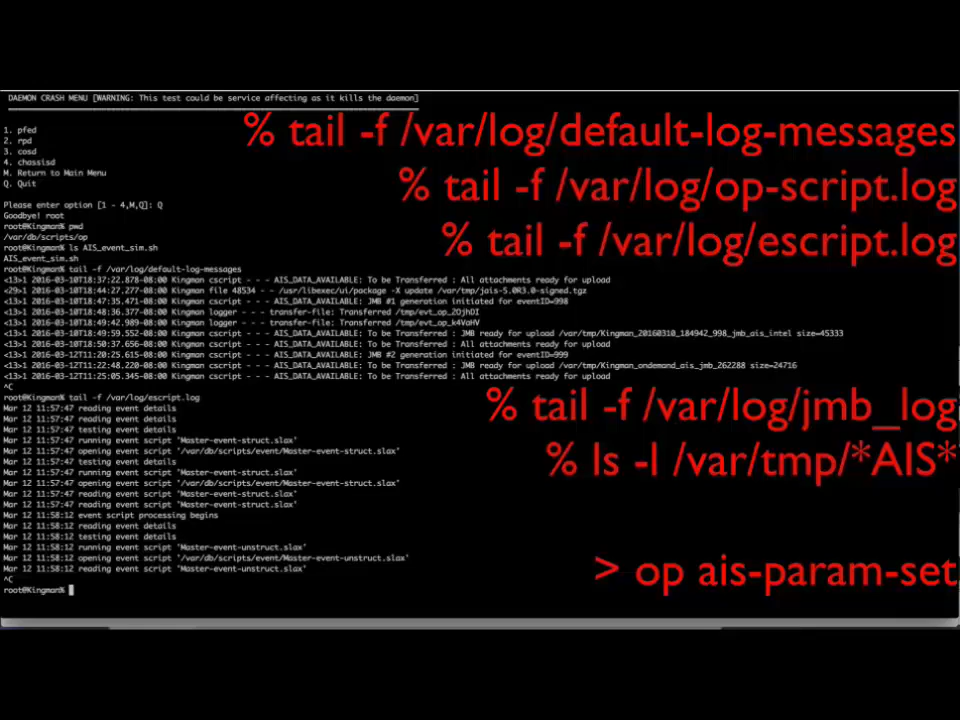 DAEMON CRASH MENU [WARNING: This test could be service affecting as it kills the daemon]
1. pfed
2. rpd
3. cosd
4. chassisd
M. Return to Main Menu
Q. Quit
Please enter option [1 - 4,M,Q]: Q
Goodbye! root
root@Kingman% pwd
/var/db/scripts/op
root@Kingman% ls AIS_event_sim.sh
AIS_event_sim.sh
root@Kingman% tail -f /var/log/default-log-messages
<13>1 2016-03-10T18:37:22.878-08:00 Kingman cscript - - - AIS_DATA_AVAILABLE: To be Transferred : All attachments ready for upload
<29>1 2016-03-10T18:44:27.277-08:00 Kingman file 48534 - - /usr/libexec/ui/package -X update /var/tmp/jais-5.0R3.0-signed.tgz
<13>1 2016-03-10T18:47:35.471-08:00 Kingman cscript - - - AIS_DATA_AVAILABLE: JMB #1 generation initiated for eventID=998
<13>1 2016-03-10T18:48:36.377-08:00 Kingman logger - - transfer-file: Transferred /tmp/evt_op_2OjhDI
<13>1 2016-03-10T18:49:42.989-08:00 Kingman logger - - transfer-file: Transferred /tmp/evt_op_k4VaHV
<13>1 2016-03-10T18:49:59.552-08:00 Kingman cscript - - - AIS_DATA_AVAILABLE: To be Transferred : JMB ready for upload /var/tmp/Kingman_20160310_184942_998_jmb_ais_intel size=45333
<13>1 2016-03-10T18:50:37.656-08:00 Kingman cscript - - - AIS_DATA_AVAILABLE: To be Transferred : All attachments ready for upload
<13>1 2016-03-12T11:20:25.615-08:00 Kingman cscript - - - AIS_DATA_AVAILABLE: JMB #2 generation initiated for eventID=999
<13>1 2016-03-12T11:22:48.220-08:00 Kingman cscript - - - AIS_DATA_AVAILABLE: To be Transferred : JMB ready for upload /var/tmp/Kingman_ondemand_ais_jmb_262288 size=24716
<13>1 2016-03-12T11:25:05.345-08:00 Kingman cscript - - - AIS_DATA_AVAILABLE: To be Transferred : All attachments ready for upload
^C
root@Kingman% tail -f /var/log/escript.log
Mar 12 11:57:47 reading event details
Mar 12 11:57:47 reading event details
Mar 12 11:57:47 testing event details
Mar 12 11:57:47 running event script 'Master-event-struct.slax'
Mar 12 11:57:47 opening event script '/var/db/scripts/event/Master-event-struct.slax'
Mar 12 11:57:47 testing event details
Mar 12 11:57:47 running event script 'Master-event-struct.slax'
Mar 12 11:57:47 opening event script '/var/db/scripts/event/Master-event-struct.slax'
Mar 12 11:57:47 reading event script 'Master-event-struct.slax'
Mar 12 11:57:47 reading event script 'Master-event-struct.slax'
Mar 12 11:58:12 event script processing begins
Mar 12 11:58:12 reading event details
Mar 12 11:58:12 testing event details
Mar 12 11:58:12 running event script 'Master-event-unstruct.slax'
Mar 12 11:58:12 opening event script '/var/db/scripts/event/Master-event-unstruct.slax'
Mar 12 11:58:12 reading event script 'Master-event-unstruct.slax'
^C
root@Kingman%
% tail -f /var/log/default-log-messages
% tail -f /var/log/op-script.log
% tail -f /var/log/escript.log
% tail -f /var/log/jmb_log
% ls -l /var/tmp/*AIS*
> op ais-param-set